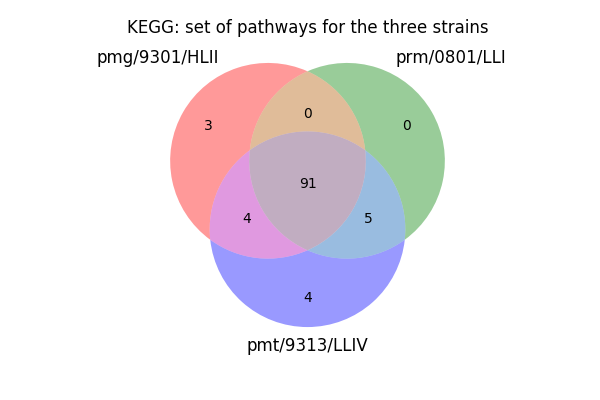 KEGG: set of pathways for the three strains
pmg/9301/HLII
prm/0801/LLI
3
0
0
91
4
5
4
pmt/9313/LLIV